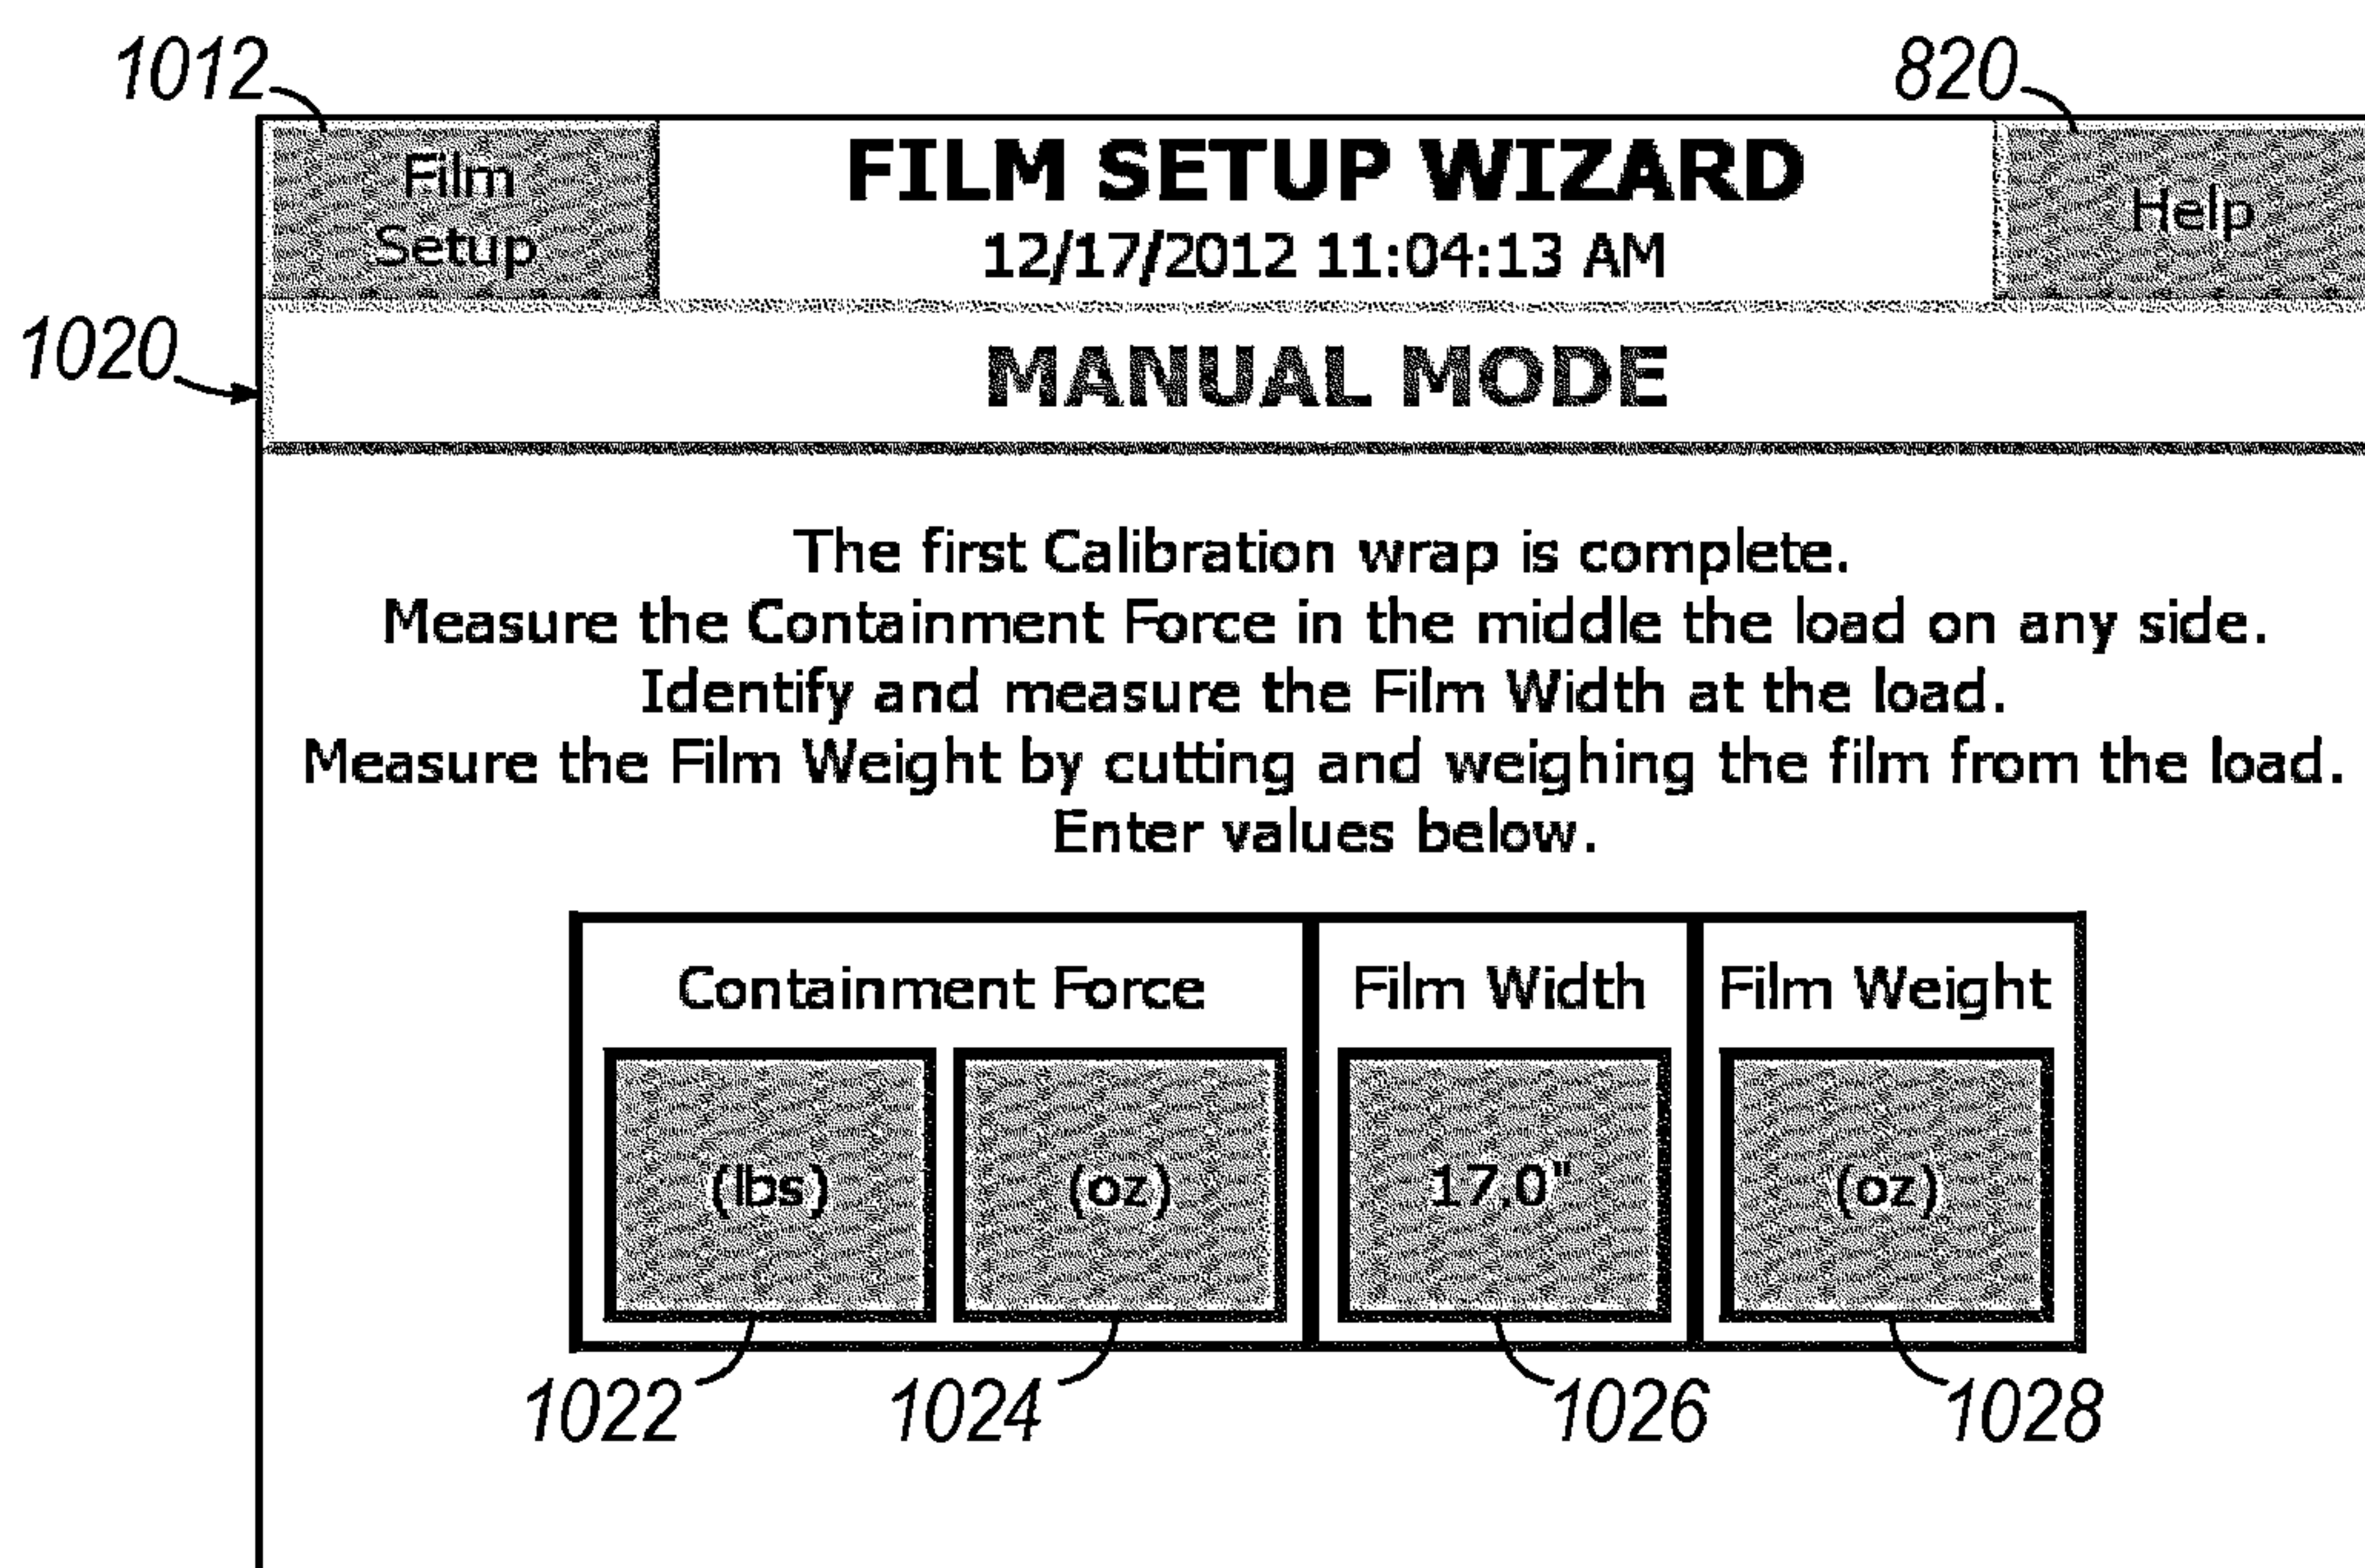 1012
820
Film
Setup
FILM SETUP WIZARD
12/17/2012 11:04:13 AM
Help
1020
MANUAL MODE
The first Calibration wrap is complete.
Measure the Containment Force in the middle the load on any side.
Identify and measure the Film Width at the load.
Measure the Film Weight by cutting and weighing the film from the load.
Enter values below.
Containment Force
Film Width
Film Weight
(lbs)
(oz)
17.0"
(oz)
1022
1024
1026
1028